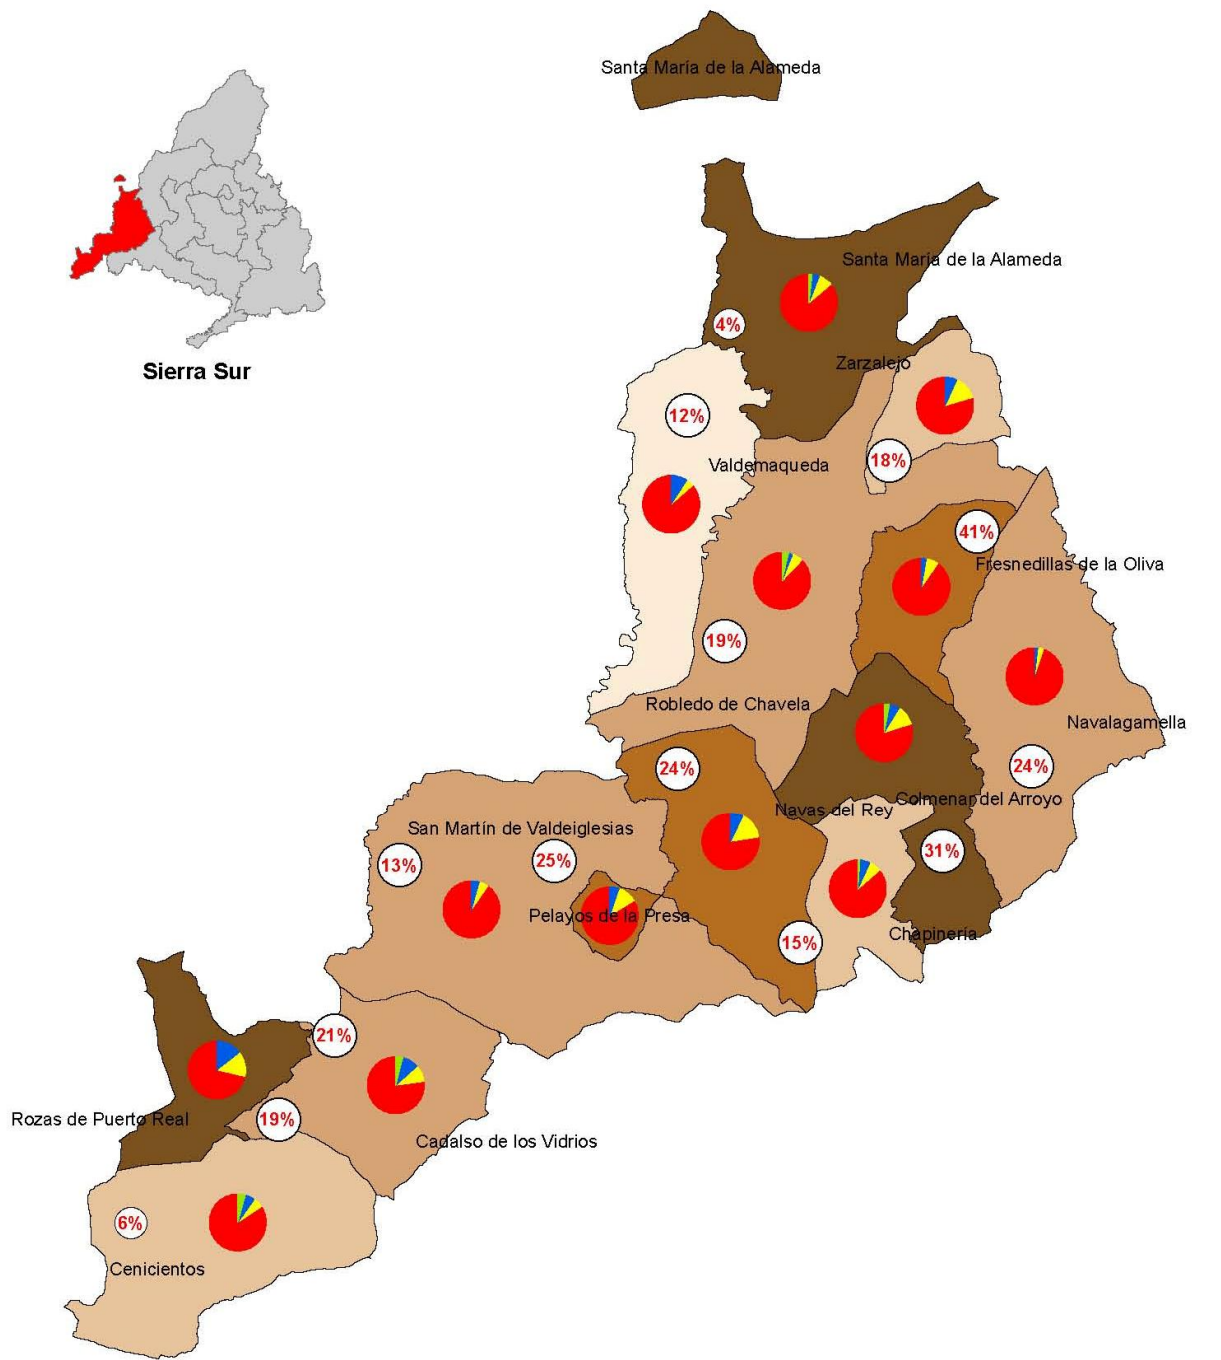 Santa María de la Alameda
Sierra Sur
Santa María de la Alameda
4%
Zarzalejo
12%
Valdemaqueda
18%
41%
Fresnedillas de la Oliva
19%
Robledo de Chavela
Navalagamella
24%
24%
Navas del Rey
Colmenar del Arroyo
San Martín de Valdeiglesias
13%
25%
31%
Pelayos de la Presa
Chapinería
15%
21%
Rozas de Puerto Real
19%
Cadalso de los Vidrios
6%
Cenicientos